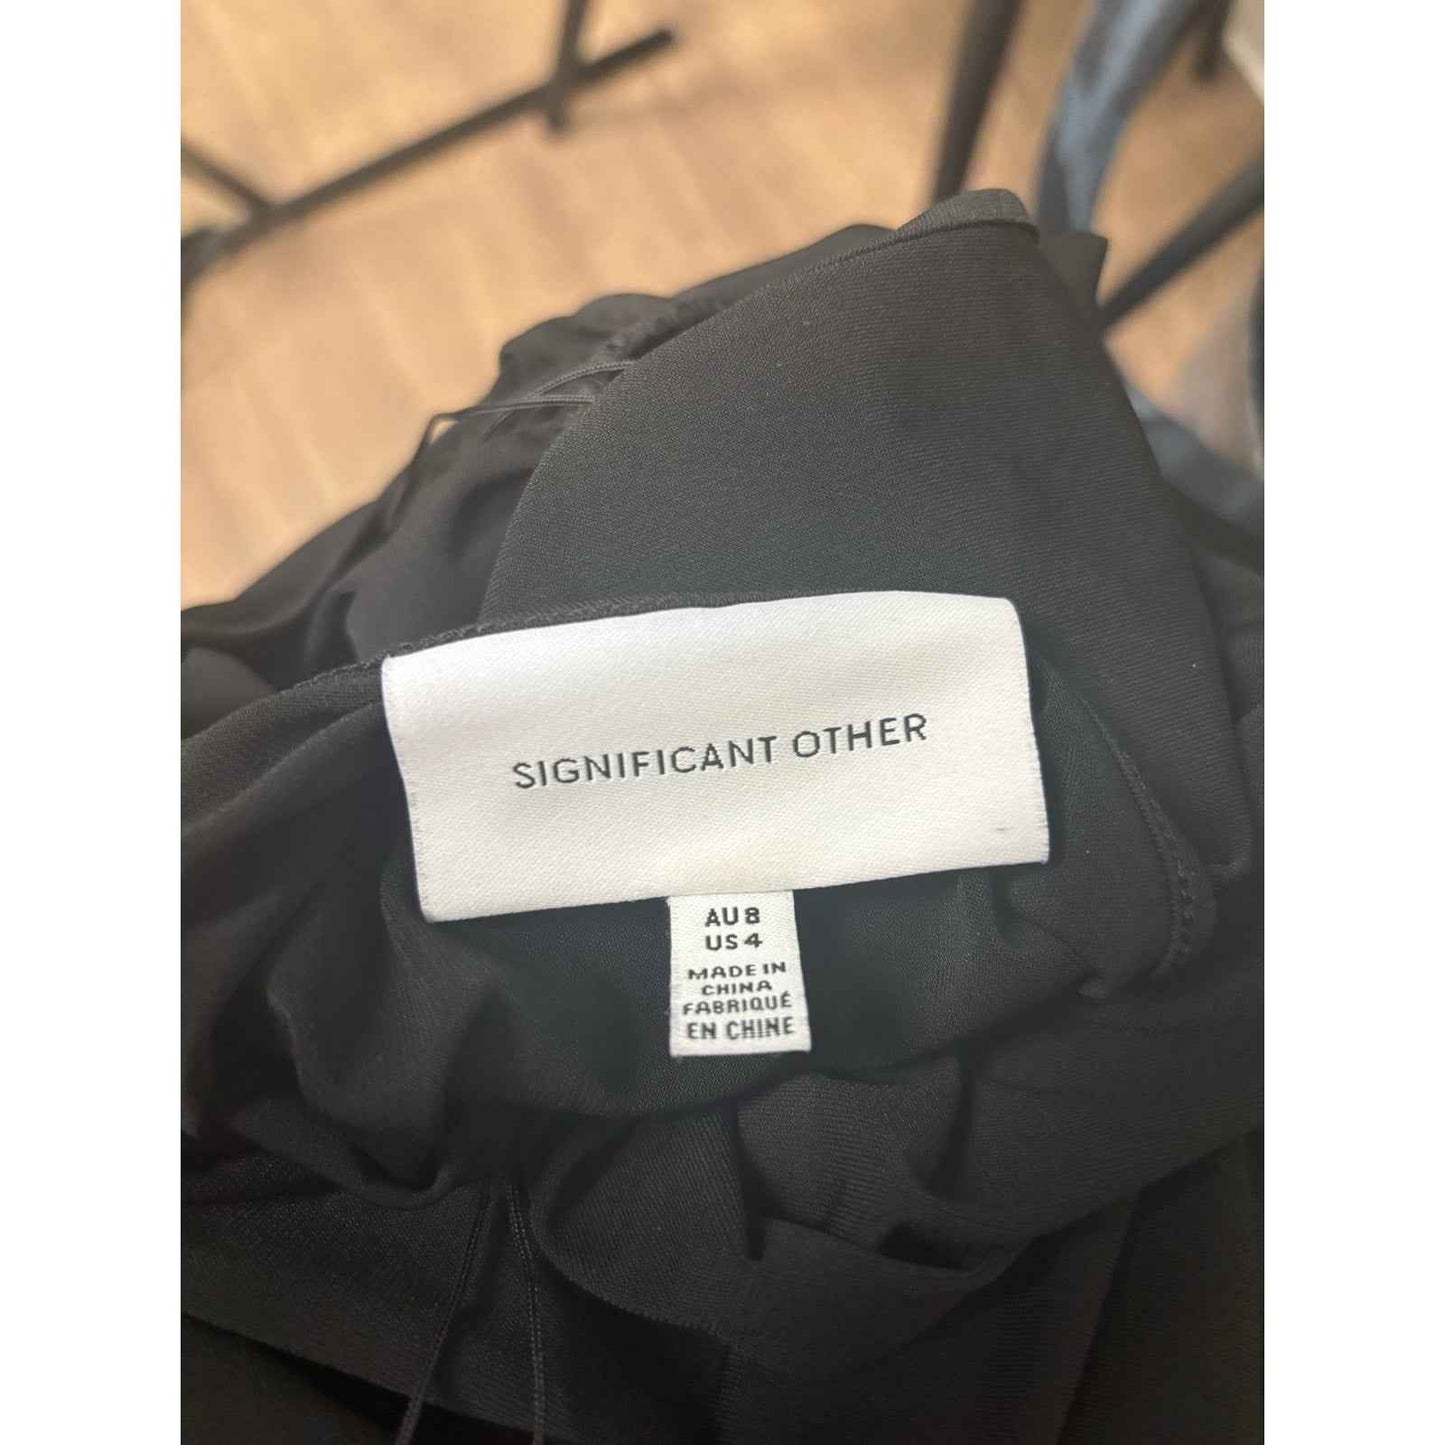 SIGNIFICANT OTHER
AU 8
US 4
MADE IN
CHINA
FABRIQUÉ
EN CHINE